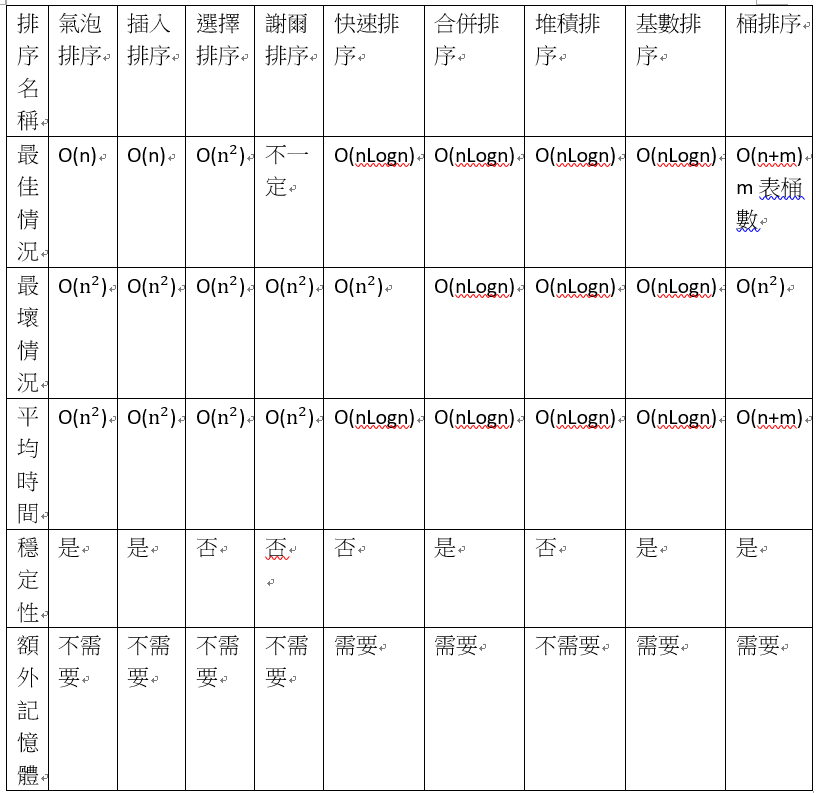 排序名稱 氣泡排序 插入排序 選擇排序 謝爾排序 快速排序 合併排序 堆積排序 基數排序 桶排序
最佳情況 O(n) O(n) O(n²) 不一定 O(nLogn) O(nLogn) O(nLogn) O(nLogn) O(n+m) m 表桶數
最壞情況 O(n²) O(n²) O(n²) O(n²) O(n²) O(nLogn) O(nLogn) O(nLogn) O(n²)
平均時間 O(n²) O(n²) O(n²) O(n²) O(nLogn) O(nLogn) O(nLogn) O(nLogn) O(n+m)
穩定性 是 是 否 否 否 是 否 是 是
額外記憶體 不需要 不需要 不需要 不需要 需要 需要 不需要 需要 需要